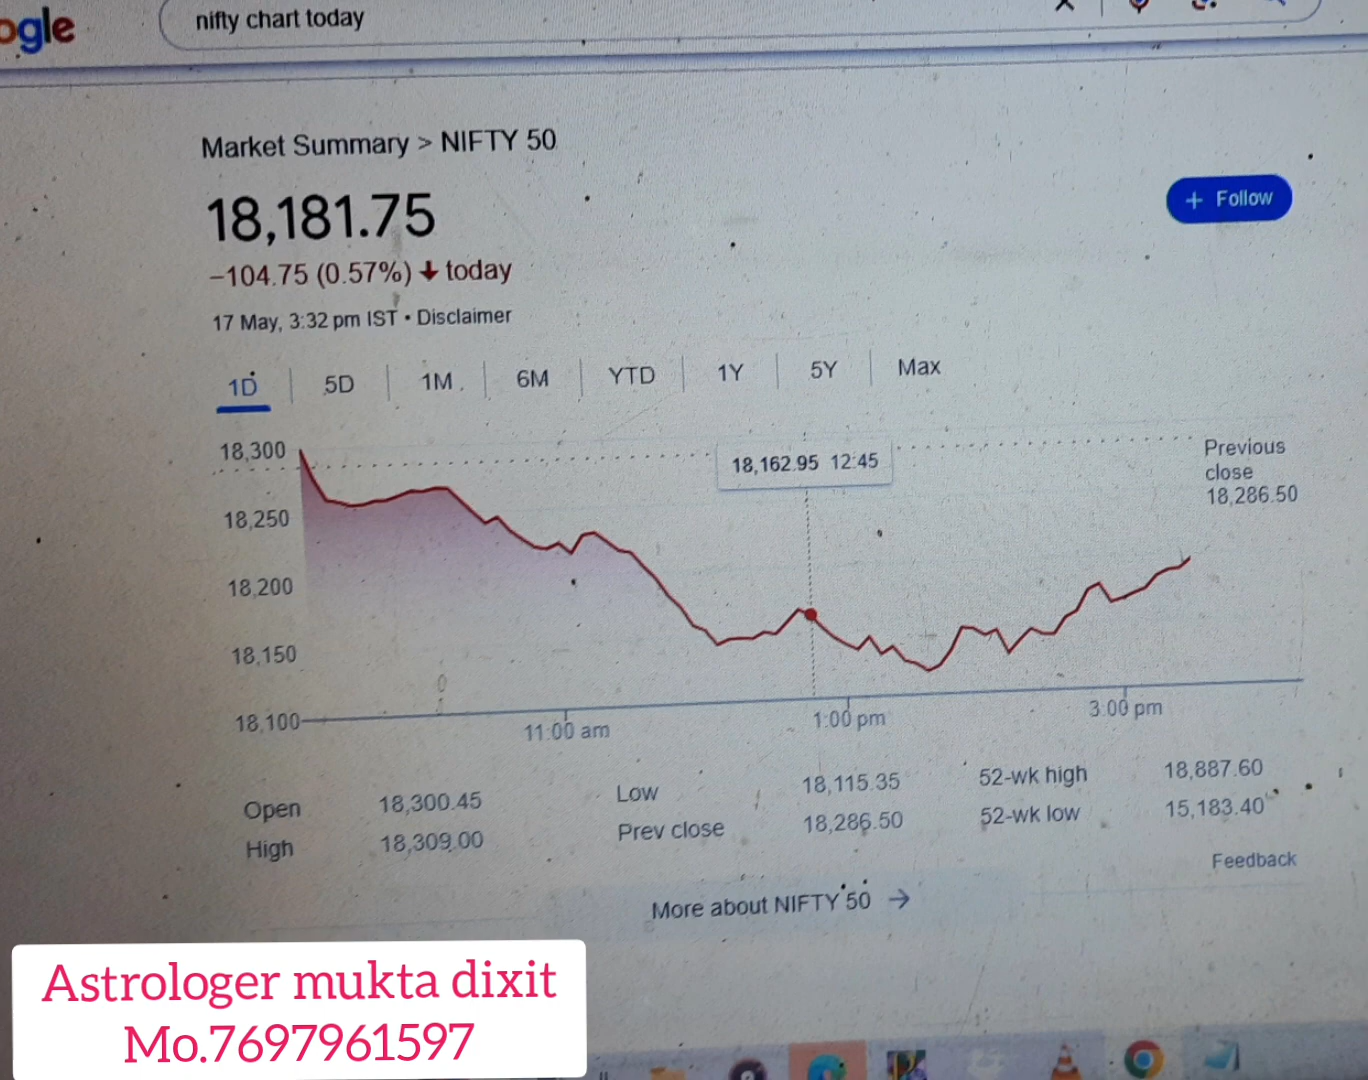 ogle
nifty chart today
Market Summary > NIFTY 50
18,181.75
+ Follow
−104.75 (0.57%) ↓ today
17 May, 3:32 pm IST • Disclaimer
1D 5D 1M 6M YTD 1Y 5Y Max
18,300
18,162.95 12:45
Previous
close
18,286.50
18,250
18,200
18,150
18,100
11:00 am 1:00 pm 3:00 pm
Open 18,300.45 Low 18,115.35 52-wk high 18,887.60
High 18,309.00 Prev close 18,286.50 52-wk low 15,183.40
Feedback
More about NIFTY 50 →
Astrologer mukta dixit
Mo.7697961597